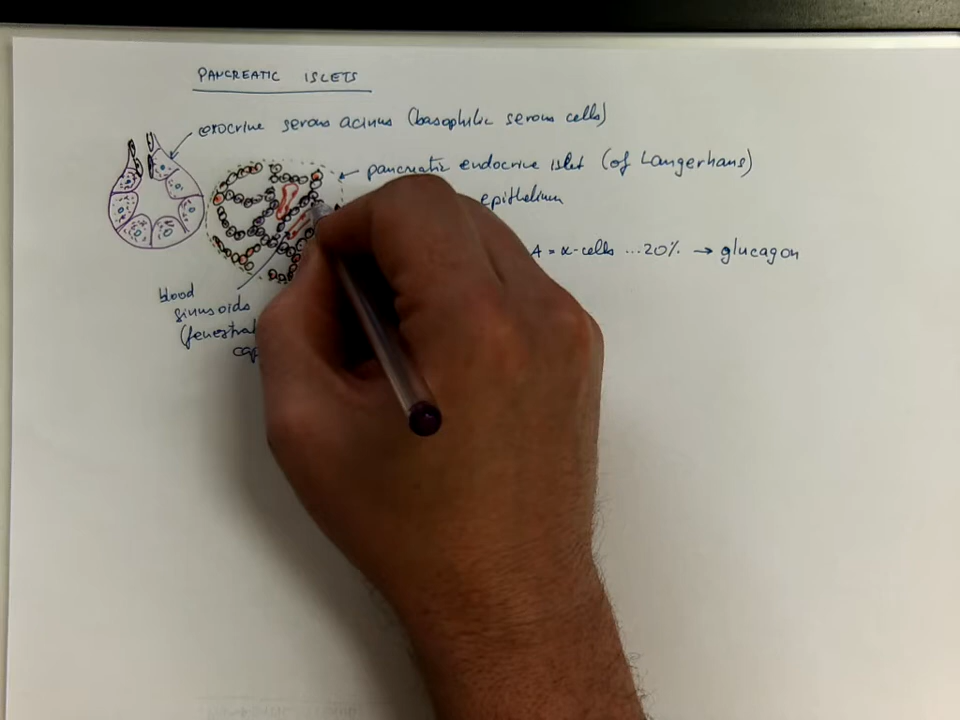 PANCREATIC ISLETS
exocrine serous acinus (basophilic serous cells)
pancreatic endocrine islet (of Langerhans)
epithelium
A = α-cells ...20% → glucagon
blood
sinusoids